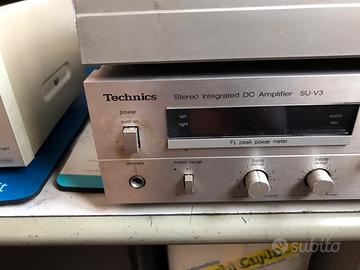 Technics Stereo Integrated DC Amplifier SU-V3
power
push on
left
right
watts
FL peak power meter
phones
meter range
treble
subito